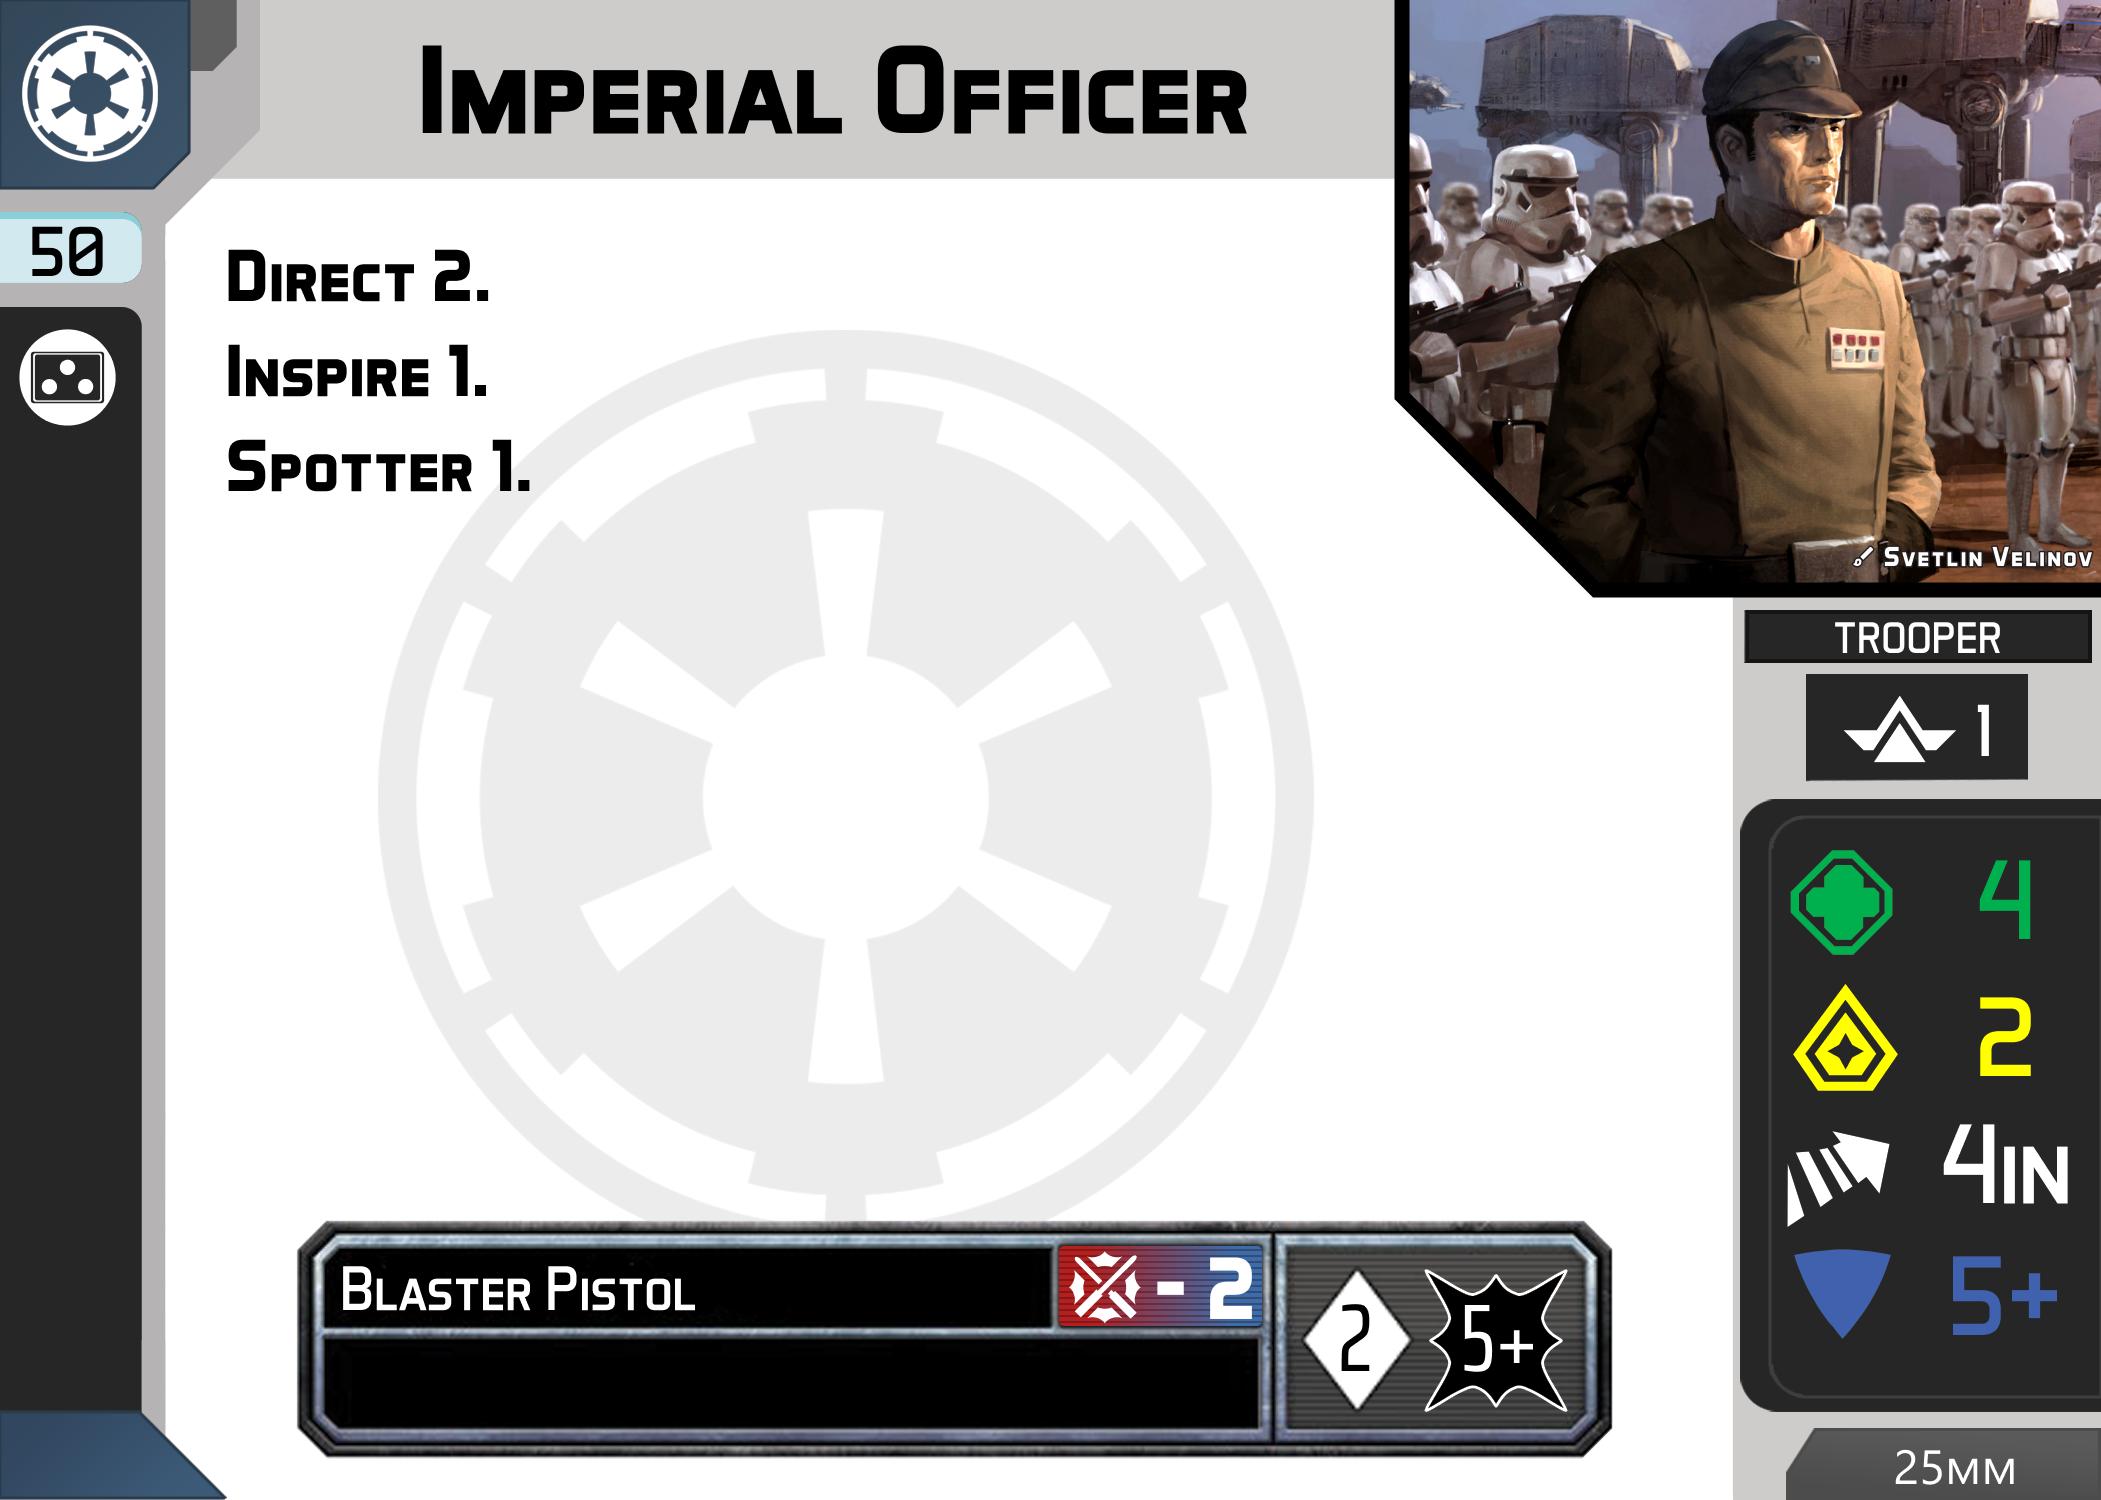 Imperial Officer
50
Direct 2.
Inspire 1.
Spotter 1.
Svetlin Velinov
TROOPER
1
4
2
4IN
5+
Blaster Pistol
- 2
2
5+
25MM